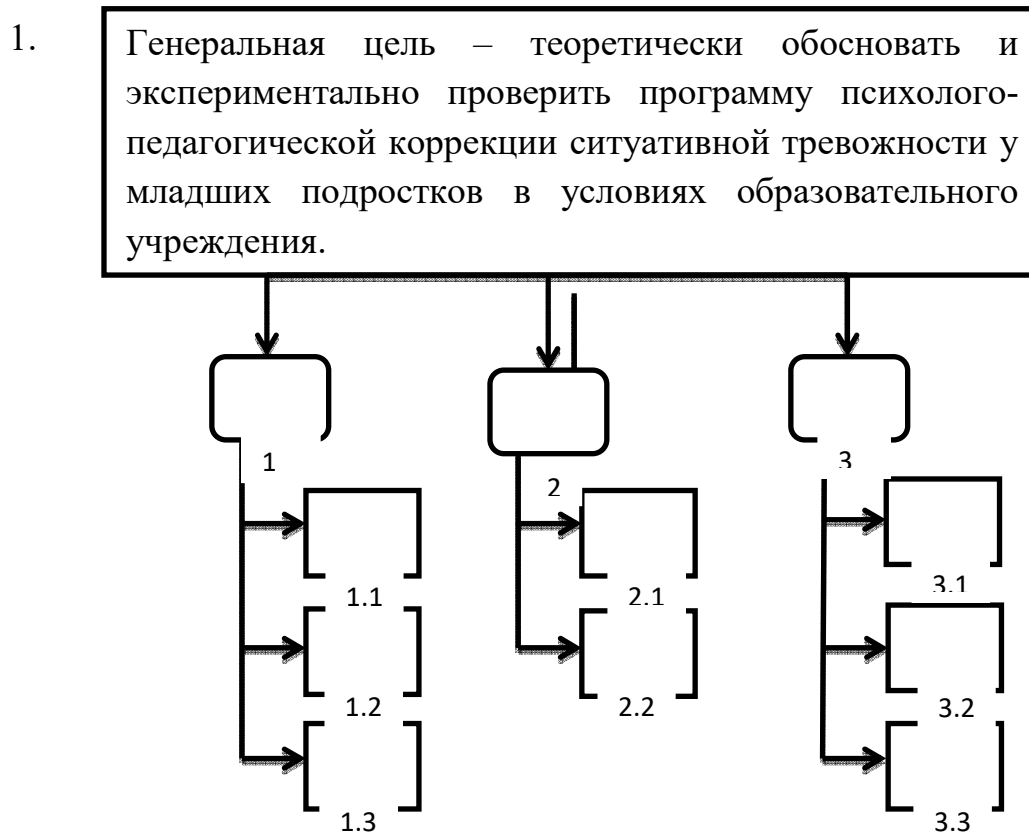 1.
Генеральная цель – теоретически обосновать и
экспериментально проверить программу психолого-
педагогической коррекции ситуативной тревожности у
младших подростков в условиях образовательного
учреждения.
1
2
3
1.1
2.1
3.1
1.2
2.2
3.2
1.3
3.3